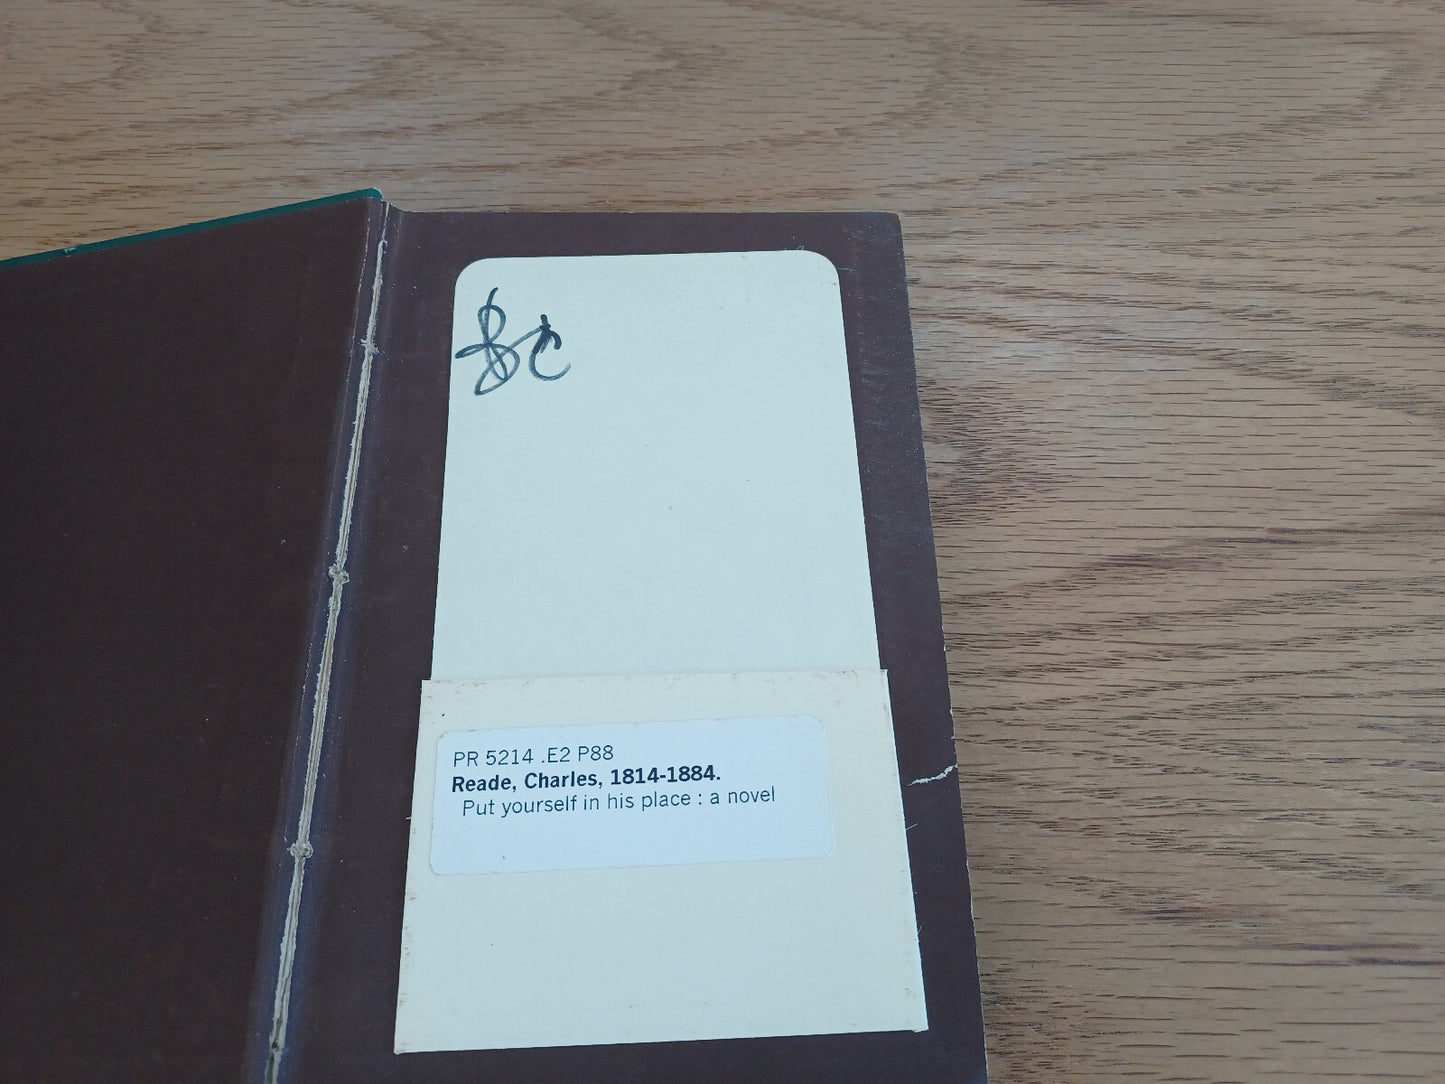 PR 5214 .E2 P88
Reade, Charles, 1814-1884.
Put yourself in his place : a novel